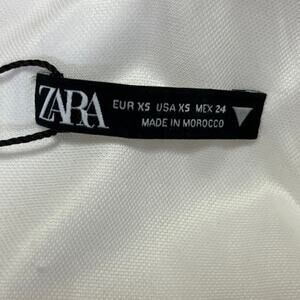 ZARA
EUR XS USA XS MEX 24
MADE IN MOROCCO